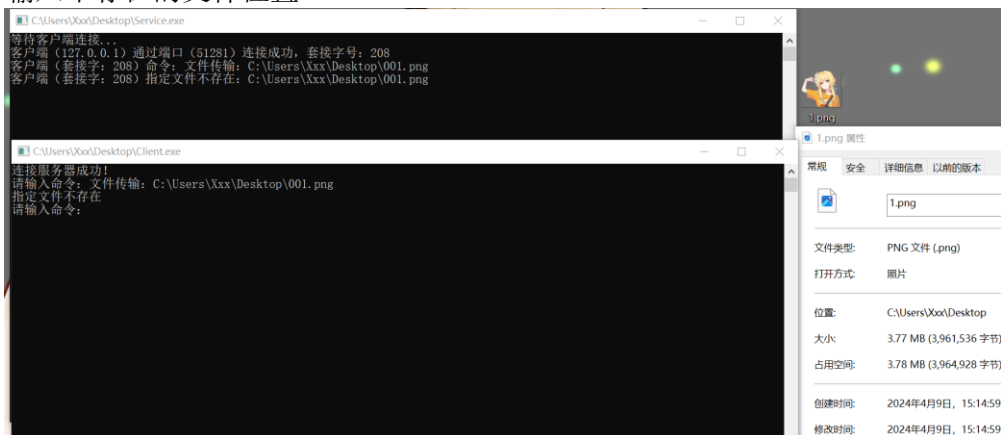 C:\Users\Xxx\Desktop\Service.exe
等待客户端连接...
客户端（127.0.0.1）通过端口（51281）连接成功，套接字号：208
客户端（套接字：208）命令：文件传输：C:\Users\Xxx\Desktop\001.png
客户端（套接字：208）指定文件不存在：C:\Users\Xxx\Desktop\001.png
1.png
C:\Users\Xxx\Desktop\Client.exe
连接服务器成功！
请输入命令：文件传输：C:\Users\Xxx\Desktop\001.png
指定文件不存在
请输入命令：
1.png 属性
常规 安全 详细信息 以前的版本
1.png
文件类型: PNG 文件 (.png)
打开方式: 照片
位置: C:\Users\Xxx\Desktop
大小: 3.77 MB (3,961,536 字节)
占用空间: 3.78 MB (3,964,928 字节)
创建时间: 2024年4月9日，15:14:59
修改时间: 2024年4月9日，15:14:59